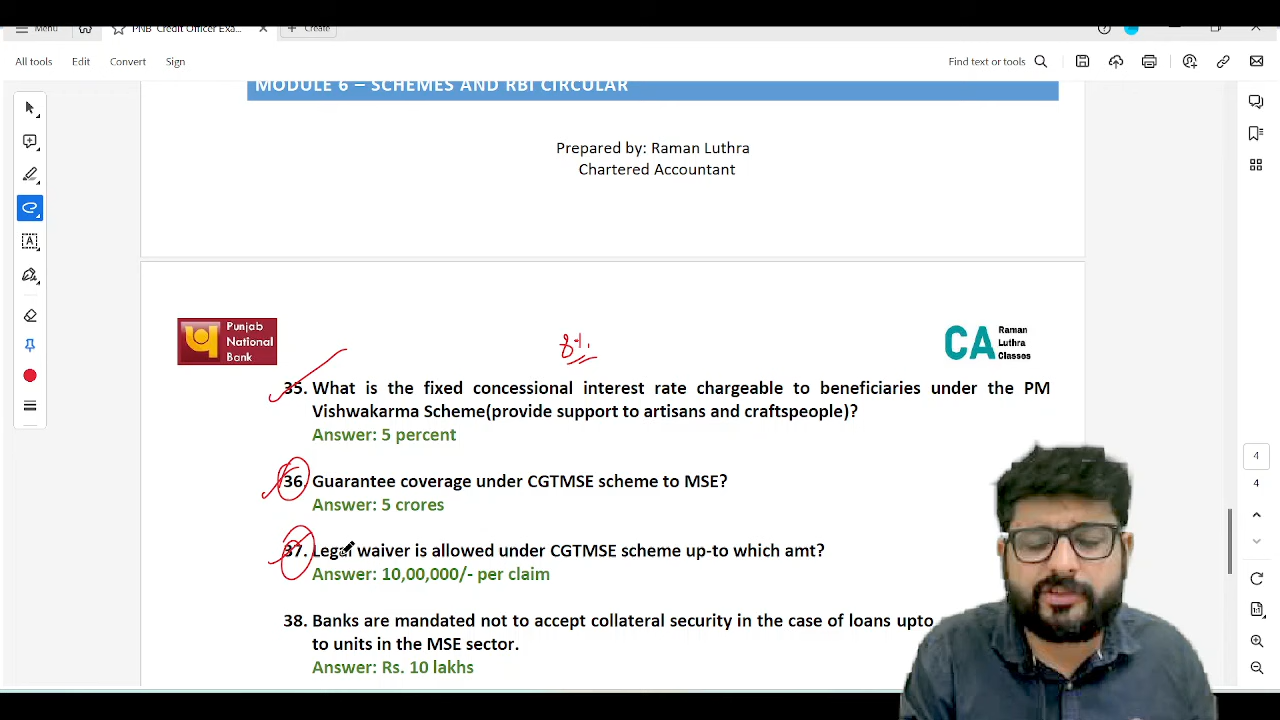 Menu
PNB Credit Officer Exa...
Create
All tools Edit Convert Sign
Find text or tools
MODULE 6 – SCHEMES AND RBI CIRCULAR
Prepared by: Raman Luthra
Chartered Accountant
Punjab
National
Bank
8%
CA Raman
Luthra
Classes
35. What is the fixed concessional interest rate chargeable to beneficiaries under the PM
Vishwakarma Scheme(provide support to artisans and craftspeople)?
Answer: 5 percent
36. Guarantee coverage under CGTMSE scheme to MSE?
Answer: 5 crores
37. Legal waiver is allowed under CGTMSE scheme up-to which amt?
Answer: 10,00,000/- per claim
38. Banks are mandated not to accept collateral security in the case of loans upto
to units in the MSE sector.
Answer: Rs. 10 lakhs
4
4